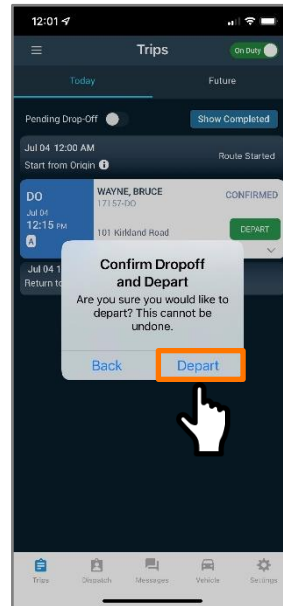 12:01
Trips
On Duty
Today
Future
Pending Drop-Off
Show Completed
Jul 04 12:00 AM
Start from Origin
Route Started
DO
Jul 04
12:15 PM
A
WAYNE, BRUCE
17157-DO
CONFIRMED
101 Kirkland Road
DEPART
Jul 04 1
Return to
Confirm Dropoff
and Depart
Are you sure you would like to
depart? This cannot be
undone.
Back
Depart
Trips
Dispatch
Messages
Vehicle
Settings